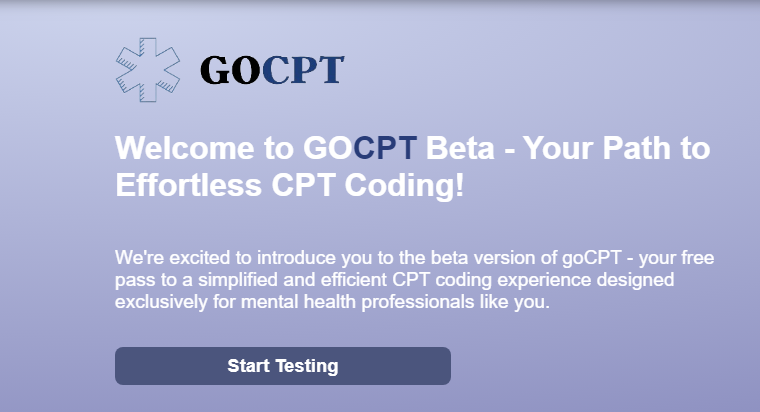 GOCPT
Welcome to GOCPT Beta - Your Path to
Effortless CPT Coding!
We're excited to introduce you to the beta version of goCPT - your free
pass to a simplified and efficient CPT coding experience designed
exclusively for mental health professionals like you.
Start Testing